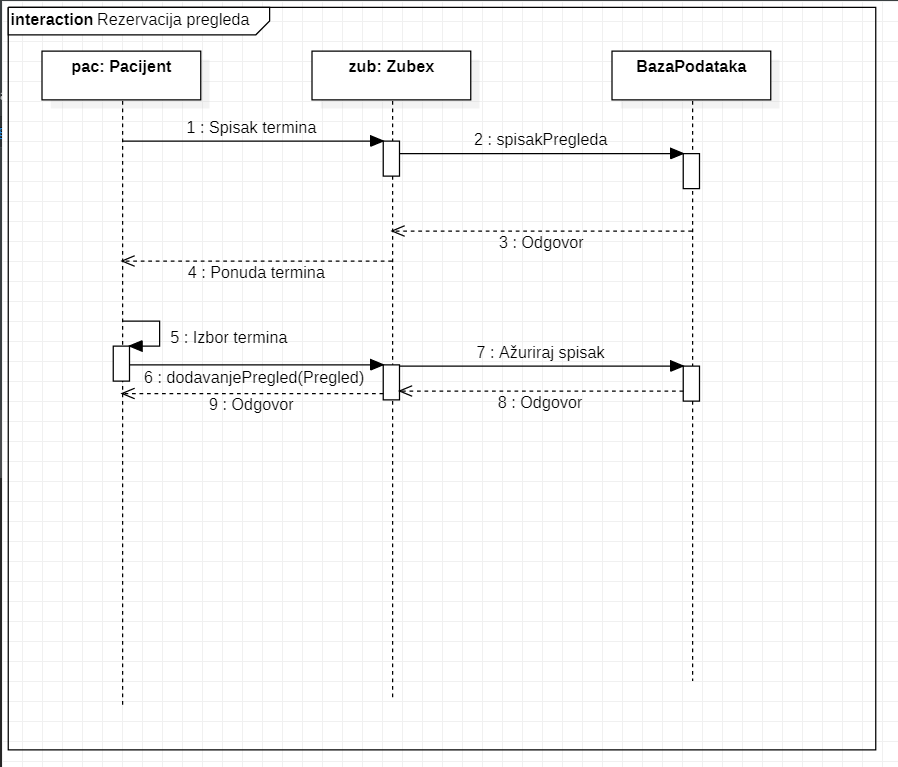 interaction Rezervacija pregleda
pac: Pacijent
zub: Zubex
BazaPodataka
1 : Spisak termina
2 : spisakPregleda
3 : Odgovor
4 : Ponuda termina
5 : Izbor termina
6 : dodavanjePregled(Pregled)
7 : Ažuriraj spisak
8 : Odgovor
9 : Odgovor